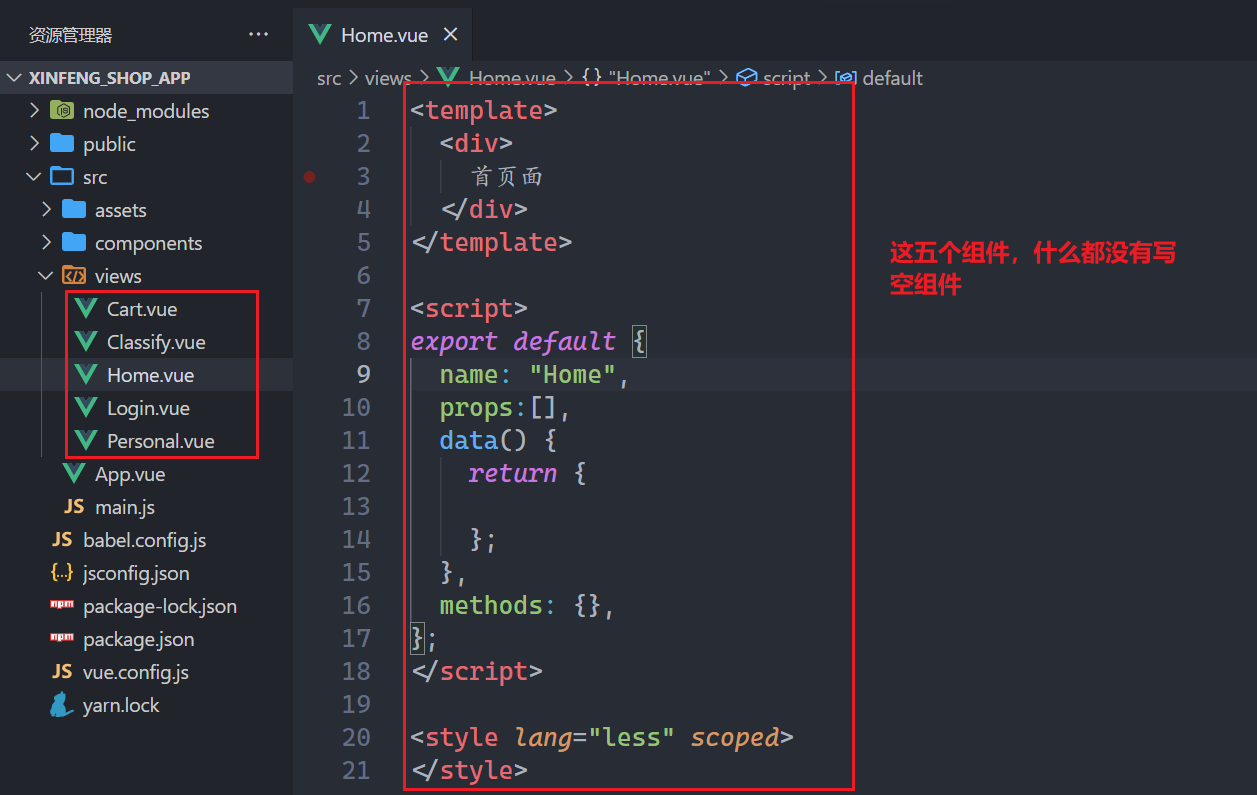 资源管理器 ···
XINFENG_SHOP_APP
node_modules
public
src
assets
components
views
Cart.vue
Classify.vue
Home.vue
Login.vue
Personal.vue
App.vue
JS main.js
JS babel.config.js
{..} jsconfig.json
npm package-lock.json
npm package.json
JS vue.config.js
yarn.lock
Home.vue ×
src > views > Home.vue > {} "Home.vue" > script > default
1 <template>
2 <div>
3 首页面
4 </div>
5 </template>
6
7 <script>
8 export default {
9 name: "Home",
10 props:[],
11 data() {
12 return {
13
14 };
15 },
16 methods: {},
17 };
18 </script>
19
20 <style lang="less" scoped>
21 </style>
这五个组件，什么都没有写
空组件